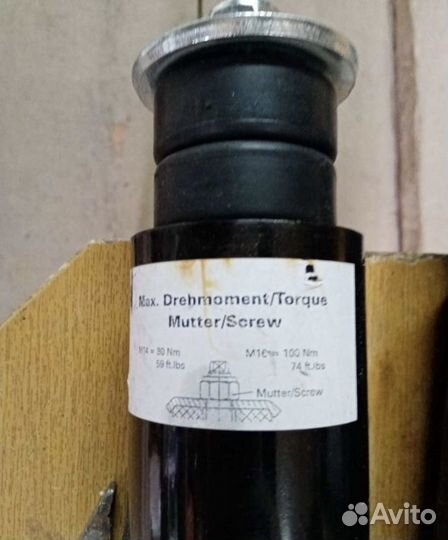 Max. Drehmoment/Torque
Mutter/Screw
M14 = 80 Nm M16 = 100 Nm
59 ft.lbs 74 ft.lbs
Mutter/Screw
Avito